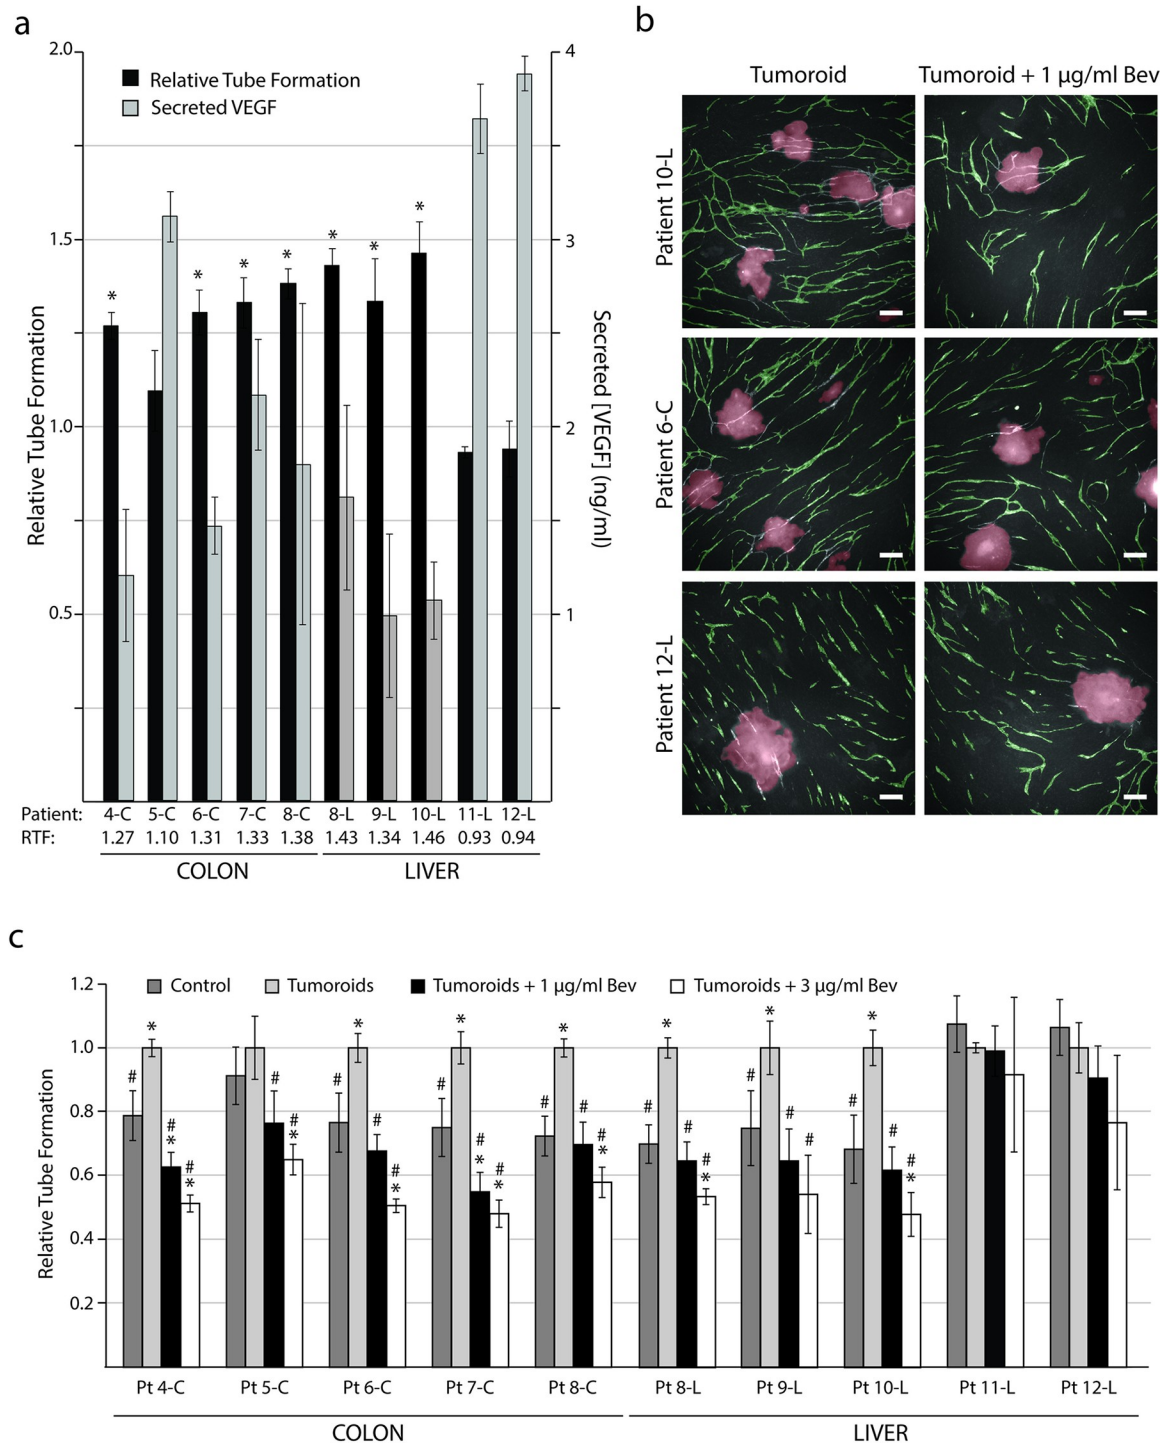 a
2.0
1.5
1.0
0.5
4
3
2
1
Relative Tube Formation
Secreted VEGF
Relative Tube Formation
Secreted [VEGF] (ng/ml)
* * * * * * *
Patient: 4-C 5-C 6-C 7-C 8-C 8-L 9-L 10-L 11-L 12-L
RTF: 1.27 1.10 1.31 1.33 1.38 1.43 1.34 1.46 0.93 0.94
COLON LIVER
b
Tumoroid Tumoroid + 1 µg/ml Bev
Patient 10-L
Patient 6-C
Patient 12-L
c
1.2
1.0
0.8
0.6
0.4
0.2
Relative Tube Formation
Control Tumoroids Tumoroids + 1 µg/ml Bev Tumoroids + 3 µg/ml Bev
# * # * # *
# # *
# * # # *
# * # * # *
# * # # *
# * # # *
# * # #
# * # # *
Pt 4-C Pt 5-C Pt 6-C Pt 7-C Pt 8-C Pt 8-L Pt 9-L Pt 10-L Pt 11-L Pt 12-L
COLON LIVER